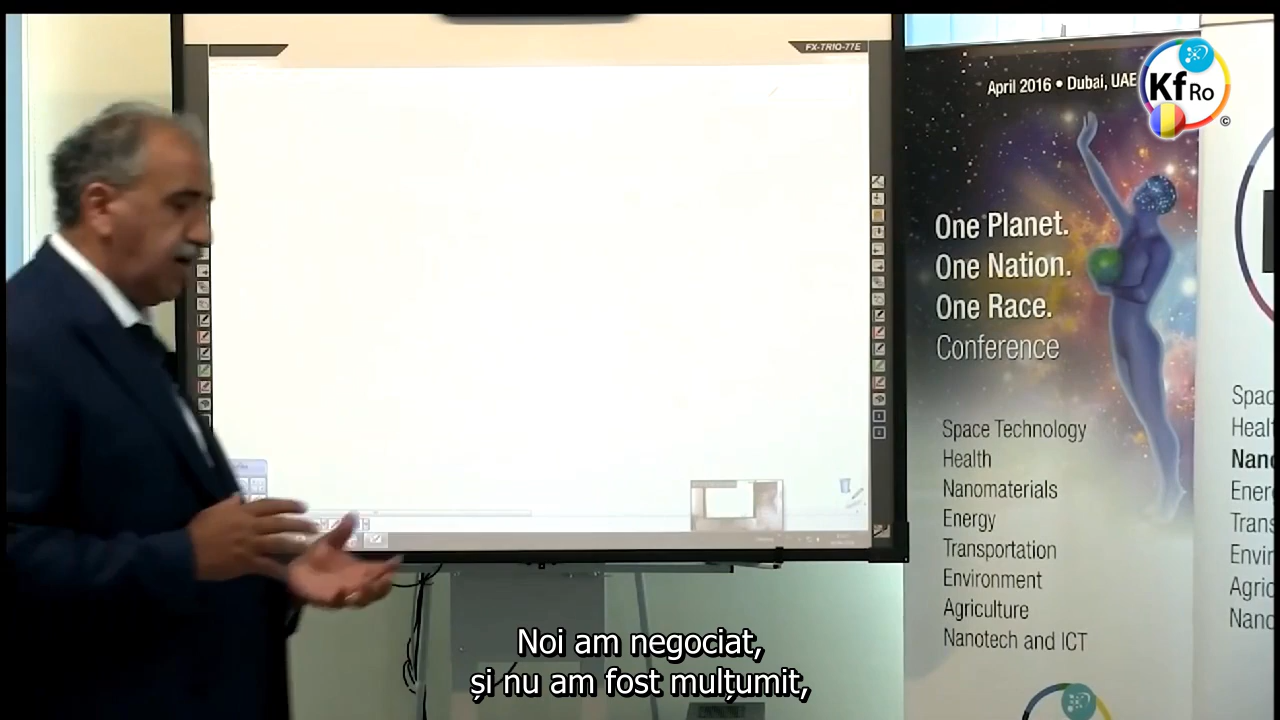 FX-TRIO-77E
April 2016 • Dubai, UAE
Kf Ro
©
One Planet.
One Nation.
One Race.
Conference
Space Technology
Health
Nanomaterials
Energy
Transportation
Environment
Agriculture
Nanotech and ICT
Noi am negociat,
și nu am fost mulțumit,